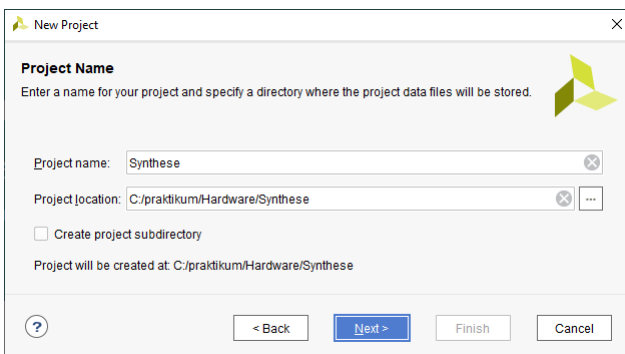 New Project
Project Name
Enter a name for your project and specify a directory where the project data files will be stored.
Project name: Synthese
Project location: C:/praktikum/Hardware/Synthese ...
Create project subdirectory
Project will be created at: C:/praktikum/Hardware/Synthese
? < Back Next > Finish Cancel